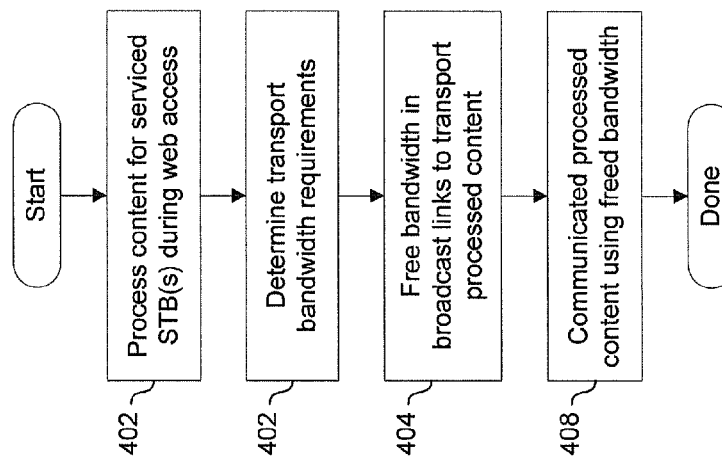 Start
402
Process content for serviced
STB(s) during web access
402
Determine transport
bandwidth requirements
404
Free bandwidth in
broadcast links to transport
processed content
408
Communicated processed
content using freed bandwidth
Done